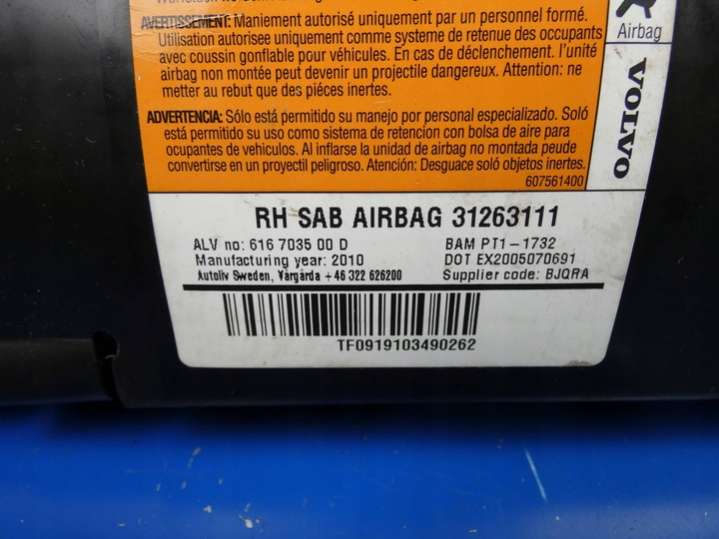 AVERTISSEMENT: Maniement autorisé uniquement par un personnel formé.
Utilisation autorisee uniquement comme systeme de retenue des occupants
avec coussin gonflable pour véhicules. En cas de déclenchement. l'unité
airbag non montée peut devenir un projectile dangereux. Attention: ne
metter au rebut que des piéces inertes.
ADVERTENCIA: Sólo está permitido su manejo por personal especializado. Soló
está permitido su uso como sistema de retención con bolsa de aire para
ocupantes de vehiculos. Al inflarse la unidad de airbag no montada peude
convertirse en un proyectil peligroso. Atención: Desguace soló objetos inertes.
607561400
Airbag
VOLVO
RH SAB AIRBAG 31263111
ALV no: 616 7035 00 D
BAM PT1-1732
Manufacturing year: 2010
DOT EX2005070691
Autoliv Sweden, Vårgårda +46 322 626200
Supplier code: BJQRA
TF0919103490262